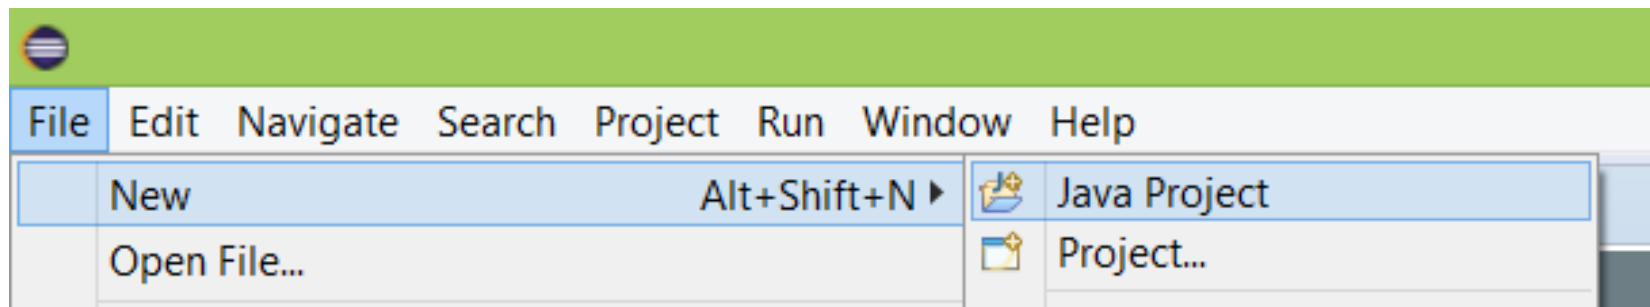 File Edit Navigate Search Project Run Window Help
New Alt+Shift+N Java Project
Open File... Project...